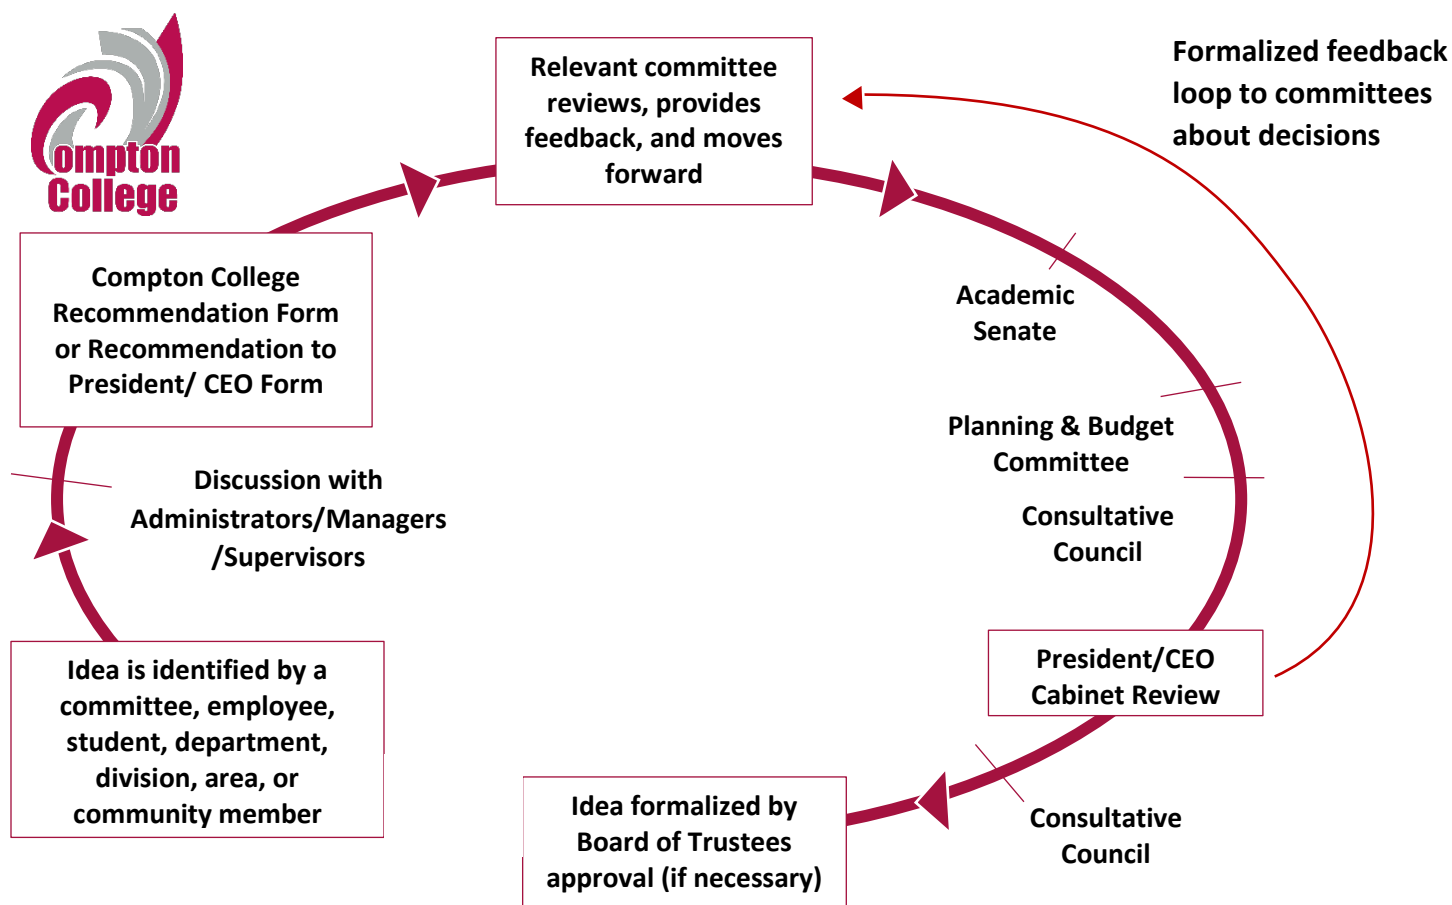 ompton
College
Relevant committee
reviews, provides
feedback, and moves
forward
Formalized feedback
loop to committees
about decisions
Compton College
Recommendation Form
or Recommendation to
President/ CEO Form
Academic
Senate
Planning & Budget
Committee
Discussion with
Administrators/Managers
/Supervisors
Consultative
Council
Idea is identified by a
committee, employee,
student, department,
division, area, or
community member
President/CEO
Cabinet Review
Idea formalized by
Board of Trustees
approval (if necessary)
Consultative
Council